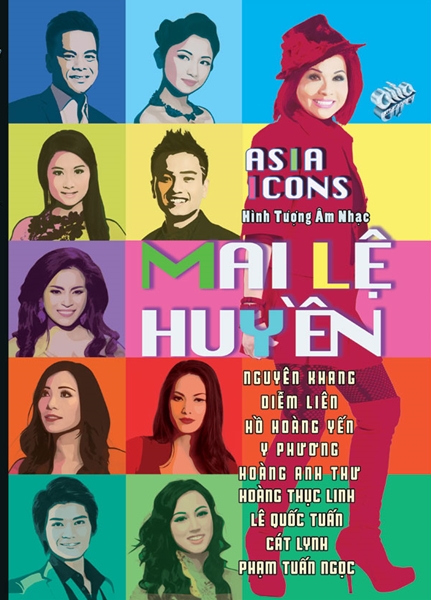 ASIA
ICONS
Hình Tượng Âm Nhạc
MAI LỆ
HUYỀN
NGUYÊN KHANG
DIỄM LIÊN
HỒ HOÀNG YẾN
Y PHƯƠNG
HOÀNG ANH THƯ
HOÀNG THỤC LINH
LÊ QUỐC TUẤN
CÁT LYNH
PHẠM TUẤN NGỌC